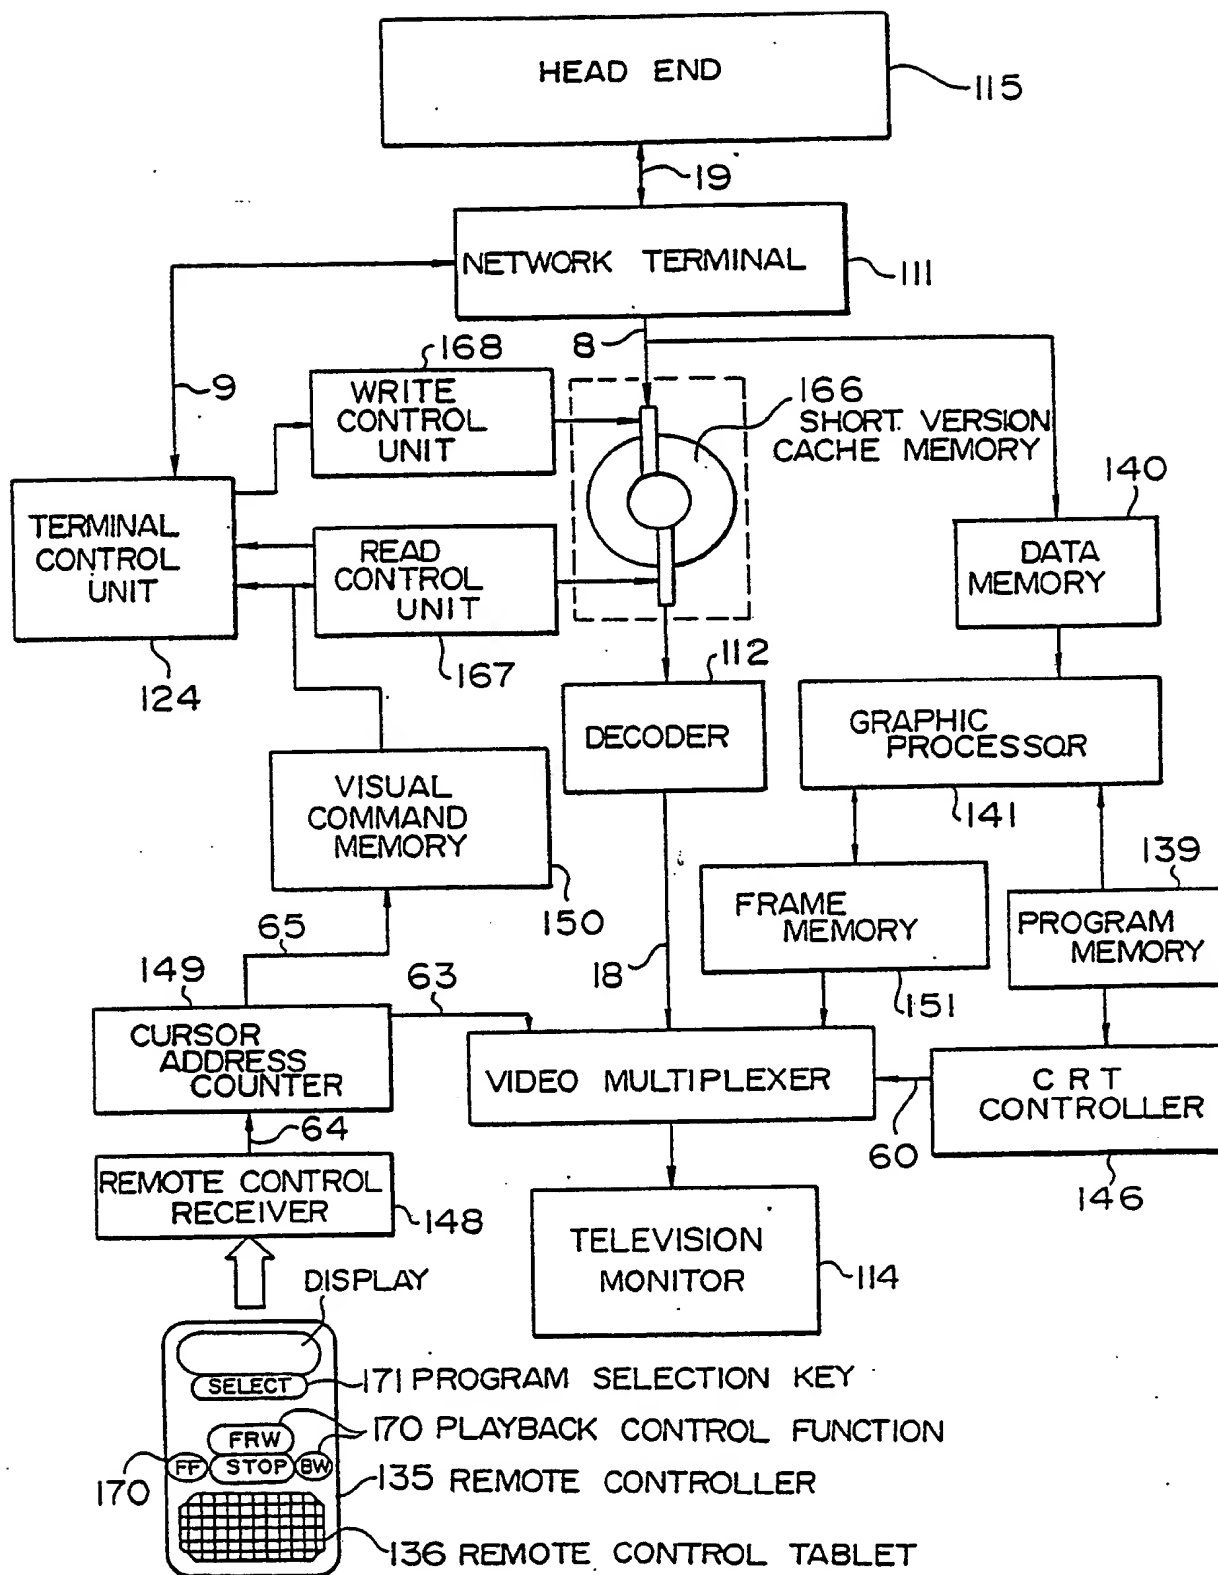 HEAD END
115
19
NETWORK TERMINAL
111
8
9
168
WRITE
CONTROL
UNIT
166
SHORT VERSION
CACHE MEMORY
140
TERMINAL
CONTROL
UNIT
READ
CONTROL
UNIT
DATA
MEMORY
124
167
112
DECODER
GRAPHIC
PROCESSOR
141
VISUAL
COMMAND
MEMORY
139
150
FRAME
MEMORY
PROGRAM
MEMORY
65
149
63
18
151
CURSOR
ADDRESS
COUNTER
VIDEO MULTIPLEXER
CRT
CONTROLLER
64
60
146
REMOTE CONTROL
RECEIVER
148
TELEVISION
MONITOR
114
DISPLAY
SELECT
171 PROGRAM SELECTION KEY
FRW
170 PLAYBACK CONTROL FUNCTION
FF
STOP
BW
170
135 REMOTE CONTROLLER
136 REMOTE CONTROL TABLET